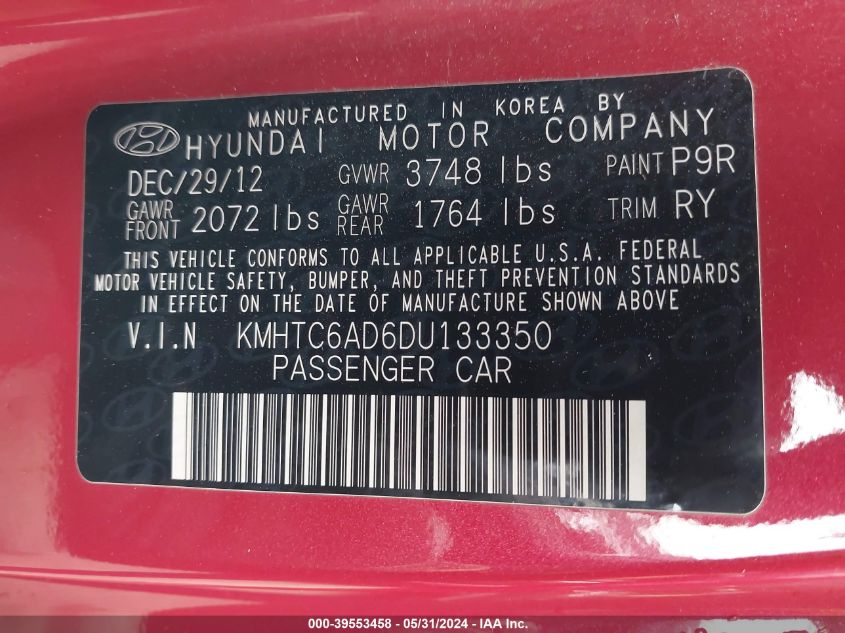 MANUFACTURED IN KOREA BY
HYUNDAI MOTOR COMPANY
DEC/29/12 GVWR 3748 lbs PAINT P9R
GAWR FRONT 2072 lbs GAWR REAR 1764 lbs TRIM RY
THIS VEHICLE CONFORMS TO ALL APPLICABLE U.S.A. FEDERAL
MOTOR VEHICLE SAFETY, BUMPER, AND THEFT PREVENTION STANDARDS
IN EFFECT ON THE DATE OF MANUFACTURE SHOWN ABOVE
V.I.N KMHTC6AD6DU133350
PASSENGER CAR
000-39553458 - 05/31/2024 - IAA Inc.